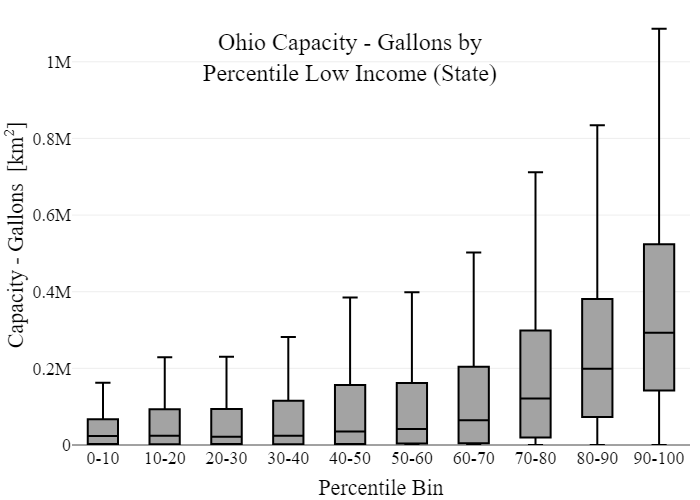 Ohio Capacity - Gallons by
Percentile Low Income (State)
Capacity - Gallons [km²]
1M
0.8M
0.6M
0.4M
0.2M
0
0-10 10-20 20-30 30-40 40-50 50-60 60-70 70-80 80-90 90-100
Percentile Bin